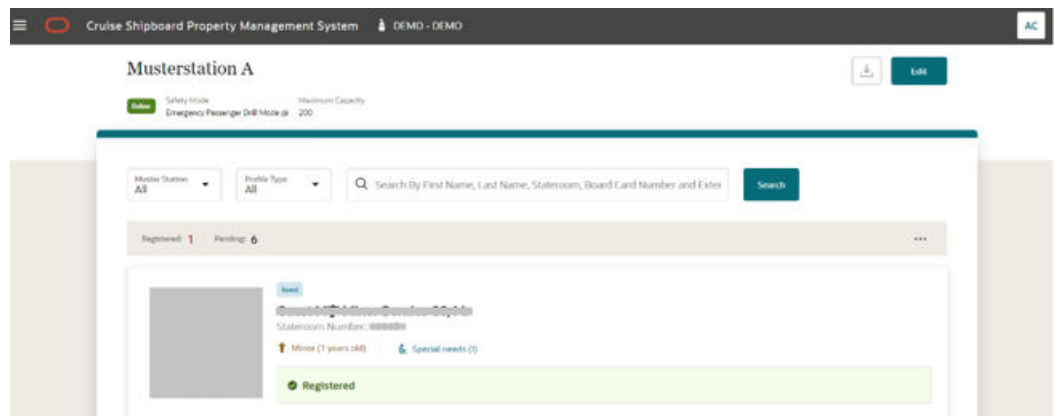 Cruise Shipboard Property Management System DEMO - DEMO AC
Musterstation A
Edit
Online Safety Mode Maximum Capacity
Emergency Passenger Drill Mode 200
Muster Station Profile Type
All All Search By First Name, Last Name, Stateroom, Board Card Number and Exter Search
Registered: 1 Pending: 6 ...
Guest
Stateroom Number:
Minor (1 years old) Special needs (1)
Registered